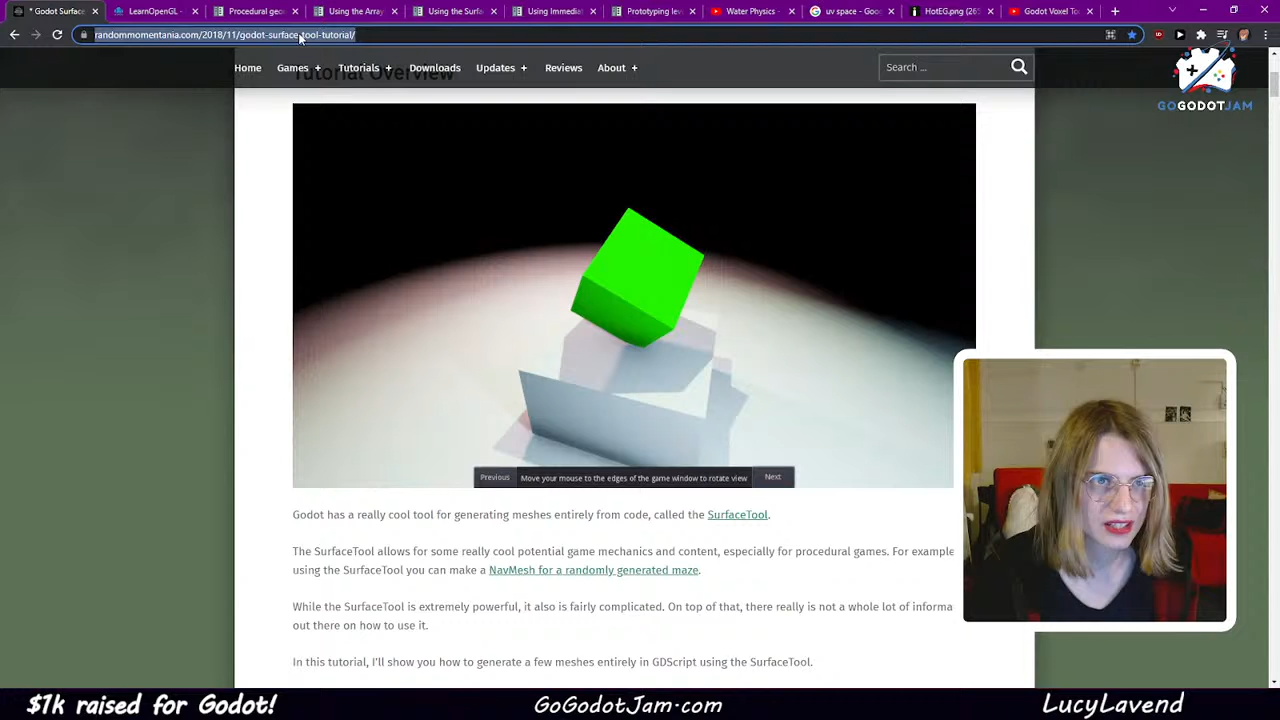 * Godot Surfac
LearnOpenGL -
Procedural geo
Using the Array
Using the Surfa
Using Immediat
Prototyping leve
Water Physics -
uv space - Goo
HotEG.png (265
Godot Voxel To
randommomentania.com/2018/11/godot-surface-tool-tutorial/
Home
Games +
Tutorials +
Downloads
Updates +
Reviews
About +
Search ...
Tutorial Overview
GOGODOTJAM
Previous
Move your mouse to the edges of the game window to rotate view
Next
Godot has a really cool tool for generating meshes entirely from code, called the SurfaceTool.
The SurfaceTool allows for some really cool potential game mechanics and content, especially for procedural games. For example
using the SurfaceTool you can make a NavMesh for a randomly generated maze.
While the SurfaceTool is extremely powerful, it also is fairly complicated. On top of that, there really is not a whole lot of informa
out there on how to use it.
In this tutorial, I'll show you how to generate a few meshes entirely in GDScript using the SurfaceTool.
$1k raised for Godot!
GoGodotJam.com
LucyLavend